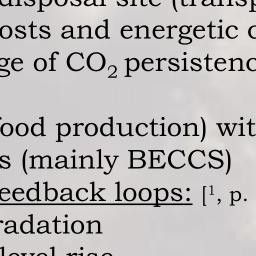 disposal site (transp
osts and energetic c
ge of CO₂ persistenc
food production) wit
s (mainly BECCS)
eedback loops: [¹, p.
radation
level rise